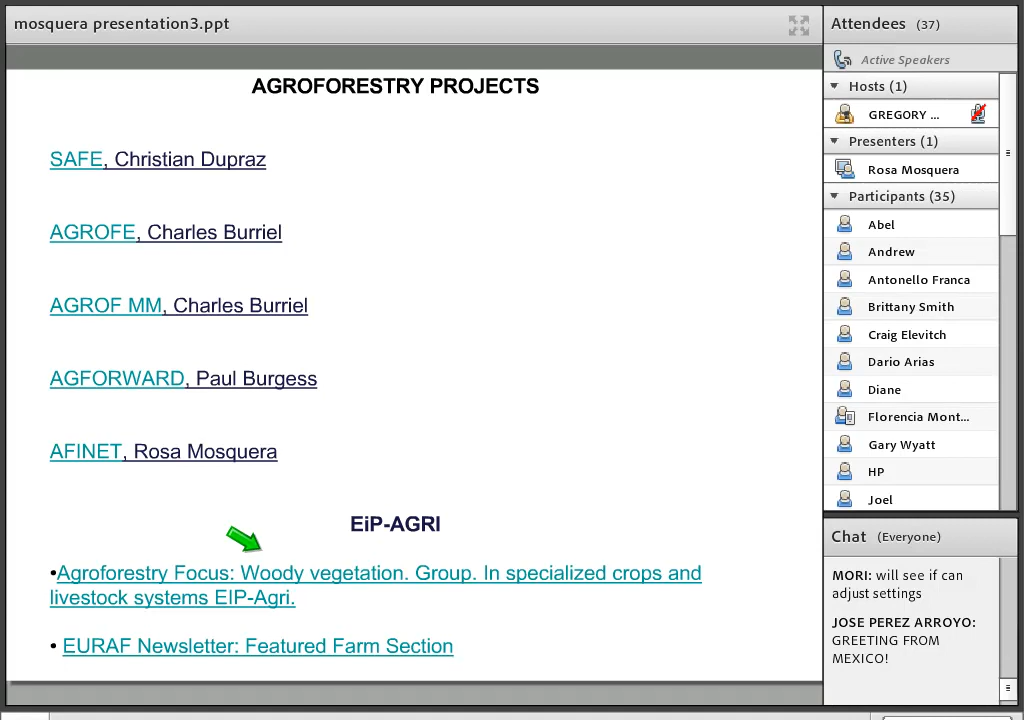 mosquera presentation3.ppt
AGROFORESTRY PROJECTS
SAFE, Christian Dupraz
AGROFE, Charles Burriel
AGROF MM, Charles Burriel
AGFORWARD, Paul Burgess
AFINET, Rosa Mosquera
EiP-AGRI
•Agroforestry Focus: Woody vegetation. Group. In specialized crops and
livestock systems EIP-Agri.
• EURAF Newsletter: Featured Farm Section
Attendees (37)
Active Speakers
Hosts (1)
GREGORY ...
Presenters (1)
Rosa Mosquera
Participants (35)
Abel
Andrew
Antonello Franca
Brittany Smith
Craig Elevitch
Dario Arias
Diane
Florencia Mont...
Gary Wyatt
HP
Joel
Chat (Everyone)
MORI: will see if can
adjust settings
JOSE PEREZ ARROYO:
GREETING FROM
MEXICO!